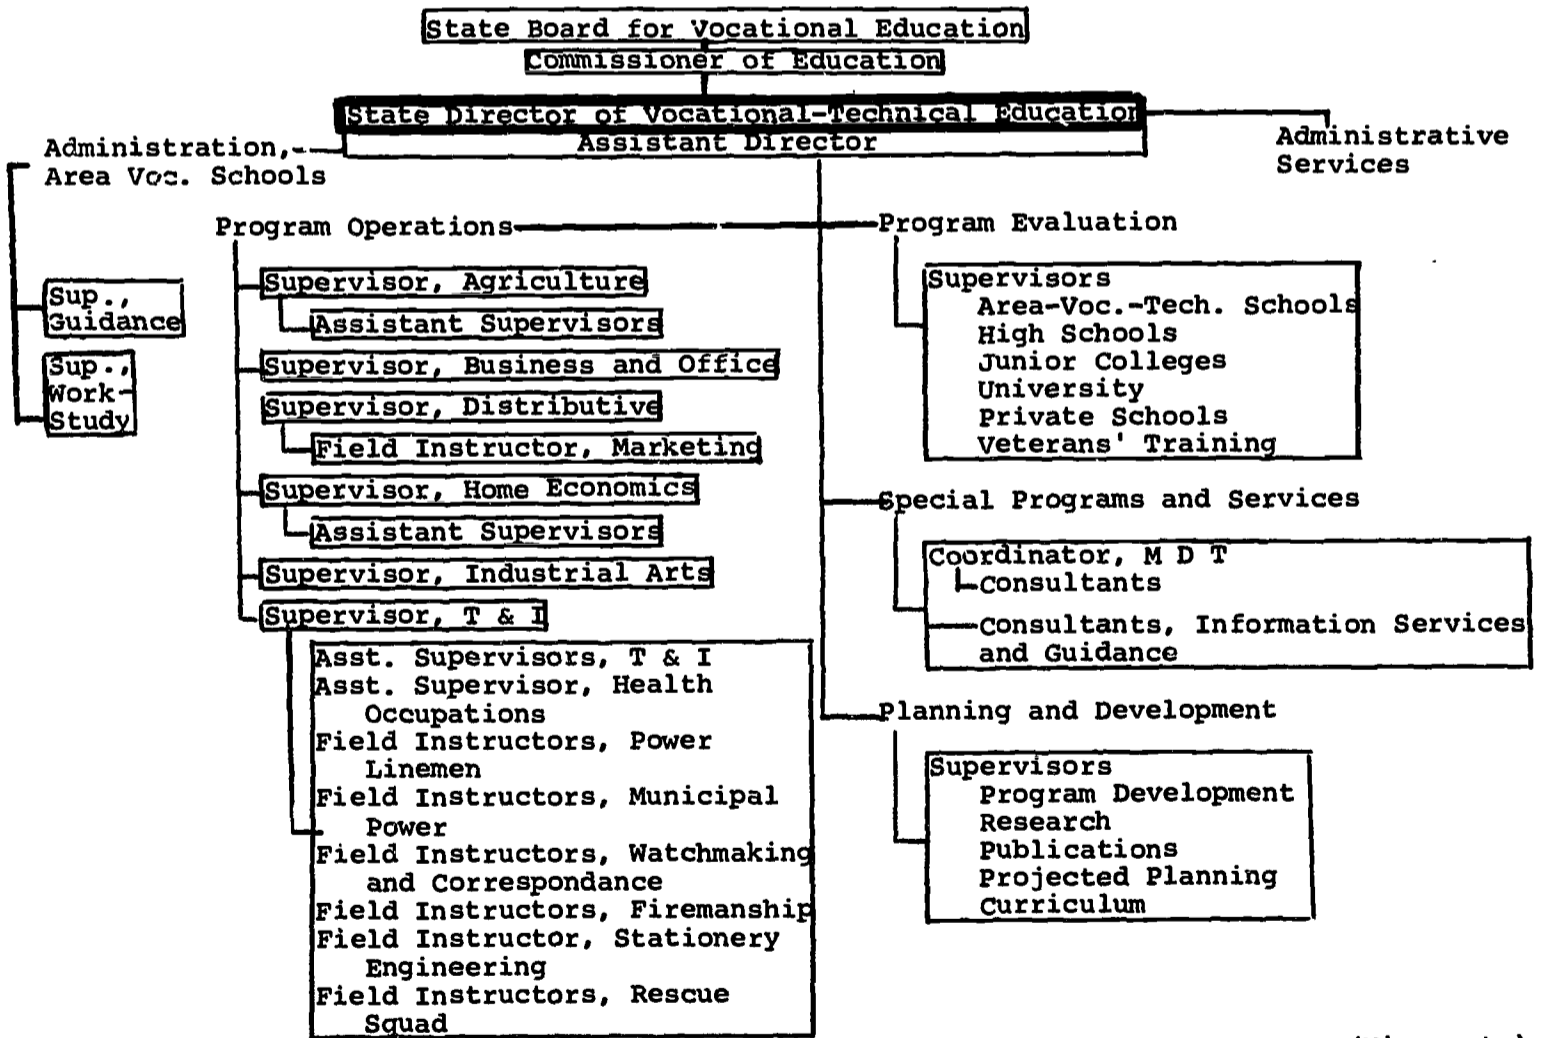 State Board for Vocational Education
Commissioner of Education
State Director of Vocational-Technical Education
Assistant Director
Administration,
Area Voc. Schools
Administrative
Services
Sup.,
Guidance
Sup.,
Work-
Study
Program Operations
Supervisor, Agriculture
Assistant Supervisors
Supervisor, Business and Office
Supervisor, Distributive
Field Instructor, Marketing
Supervisor, Home Economics
Assistant Supervisors
Supervisor, Industrial Arts
Supervisor, T & I
Asst. Supervisors, T & I
Asst. Supervisor, Health
Occupations
Field Instructors, Power
Linemen
Field Instructors, Municipal
Power
Field Instructors, Watchmaking
and Correspondance
Field Instructors, Firemanship
Field Instructor, Stationery
Engineering
Field Instructors, Rescue
Squad
Program Evaluation
Supervisors
Area-Voc.-Tech. Schools
High Schools
Junior Colleges
University
Private Schools
Veterans' Training
Special Programs and Services
Coordinator, M D T
Consultants
Consultants, Information Services
and Guidance
Planning and Development
Supervisors
Program Development
Research
Publications
Projected Planning
Curriculum